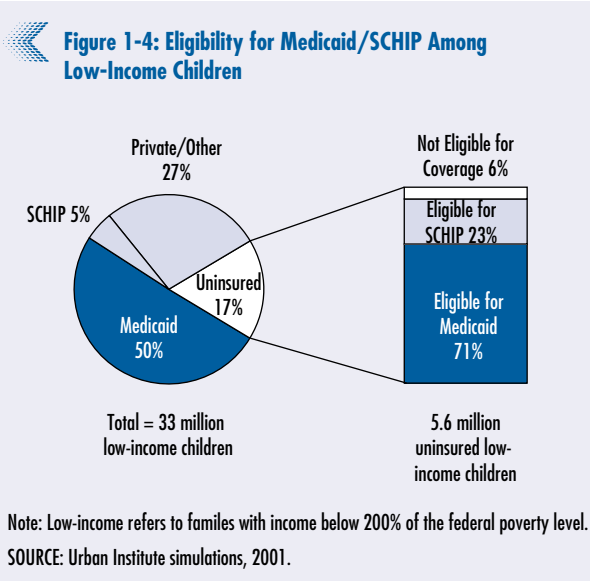 Figure 1-4: Eligibility for Medicaid/SCHIP Among
Low-Income Children
Private/Other
27%
SCHIP 5%
Uninsured
17%
Medicaid
50%
Total = 33 million
low-income children
Not Eligible for
Coverage 6%
Eligible for
SCHIP 23%
Eligible for
Medicaid
71%
5.6 million
uninsured low-
income children
Note: Low-income refers to familes with income below 200% of the federal poverty level.
SOURCE: Urban Institute simulations, 2001.